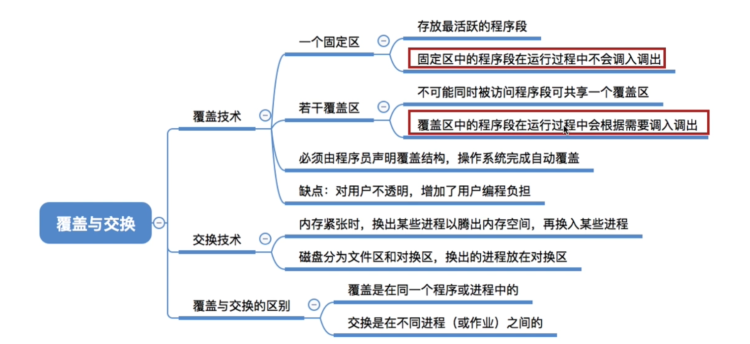 存放最活跃的程序段
一个固定区
固定区中的程序段在运行过程中不会调入调出
不可能同时被访问程序段可共享一个覆盖区
若干覆盖区
覆盖技术
覆盖区中的程序段在运行过程中会根据需要调入调出
必须由程序员声明覆盖结构，操作系统完成自动覆盖
缺点：对用户不透明，增加了用户编程负担
覆盖与交换
内存紧张时，换出某些进程以腾出内存空间，再换入某些进程
交换技术
磁盘分为文件区和对换区，换出的进程放在对换区
覆盖是在同一个程序或进程中的
覆盖与交换的区别
交换是在不同进程（或作业）之间的